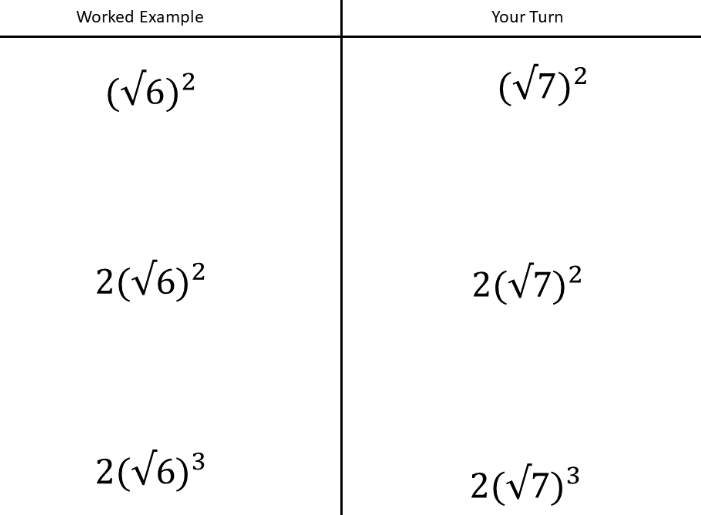 Worked Example Your Turn
(√6)² (√7)²
2(√6)² 2(√7)²
2(√6)³ 2(√7)³